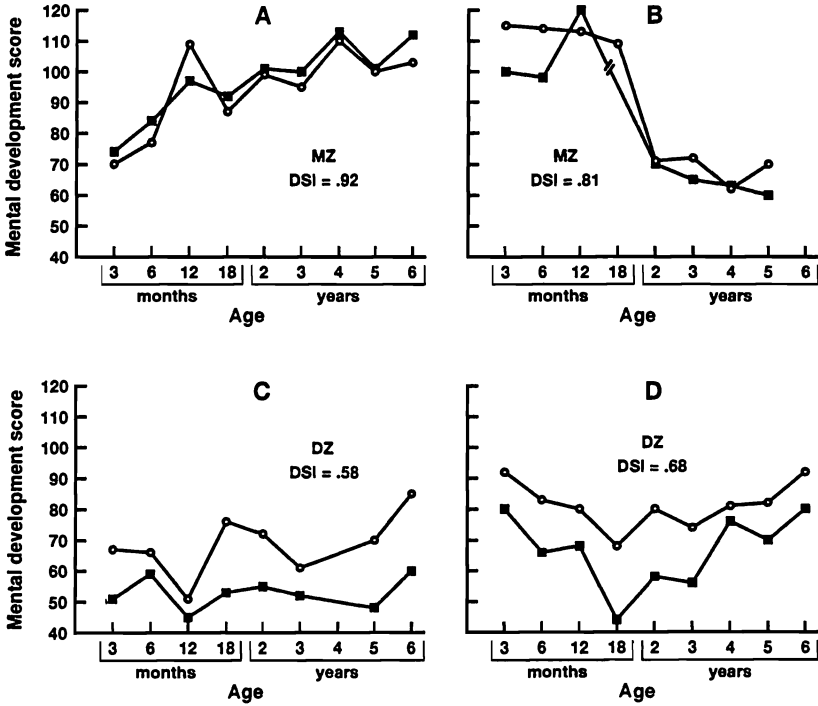 A
B
Mental development score
120
110
100
90
80
70
60
50
40
MZ
DSI = .92
MZ
DSI = .81
3 6 12 18 2 3 4 5 6
months years
Age
3 6 12 18 2 3 4 5 6
months years
Age
C
D
Mental development score
120
110
100
90
80
70
60
50
40
DZ
DSI = .58
DZ
DSI = .68
3 6 12 18 2 3 4 5 6
months years
Age
3 6 12 18 2 3 4 5 6
months years
Age